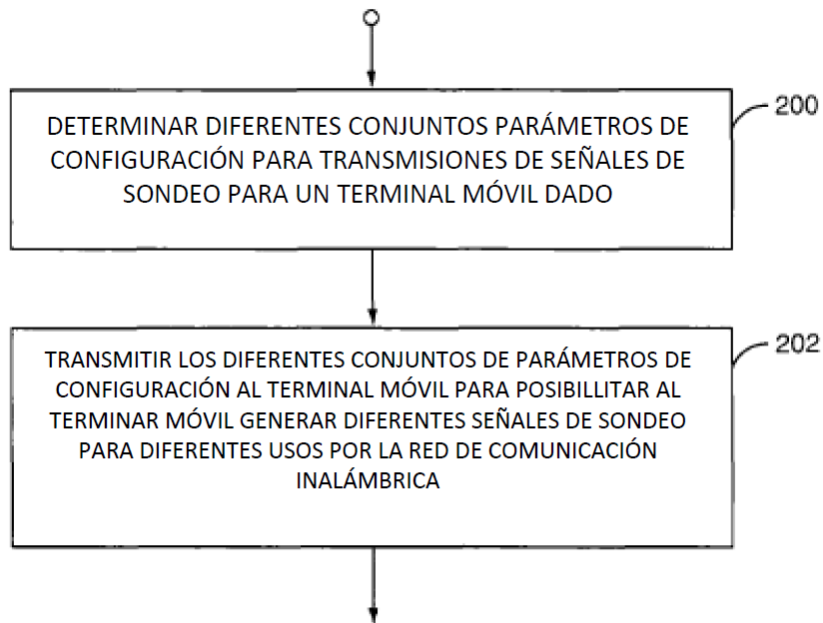 200
DETERMINAR DIFERENTES CONJUNTOS PARÁMETROS DE
CONFIGURACIÓN PARA TRANSMISIONES DE SEÑALES DE
SONDEO PARA UN TERMINAL MÓVIL DADO
202
TRANSMITIR LOS DIFERENTES CONJUNTOS DE PARÁMETROS DE
CONFIGURACIÓN AL TERMINAL MÓVIL PARA POSIBILLITAR AL
TERMINAR MÓVIL GENERAR DIFERENTES SEÑALES DE SONDEO
PARA DIFERENTES USOS POR LA RED DE COMUNICACIÓN
INALÁMBRICA